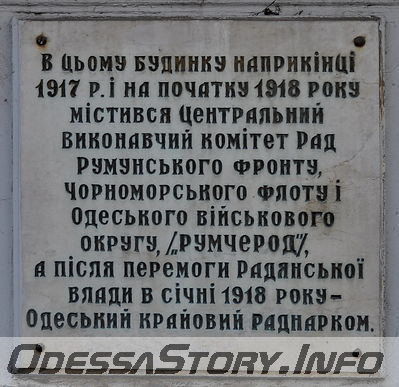 В цьому будинку наприкінці
1917 р. і на початку 1918 року
містився Центральний
виконавчий комітет Рад
Румунського фронту,
Чорноморського флоту і
Одеського військового
округу, /„Румчерод"/,
а після перемоги Радянської
влади в січні 1918 року–
Одеський крайовий раднарком.
OdessaStory.Info